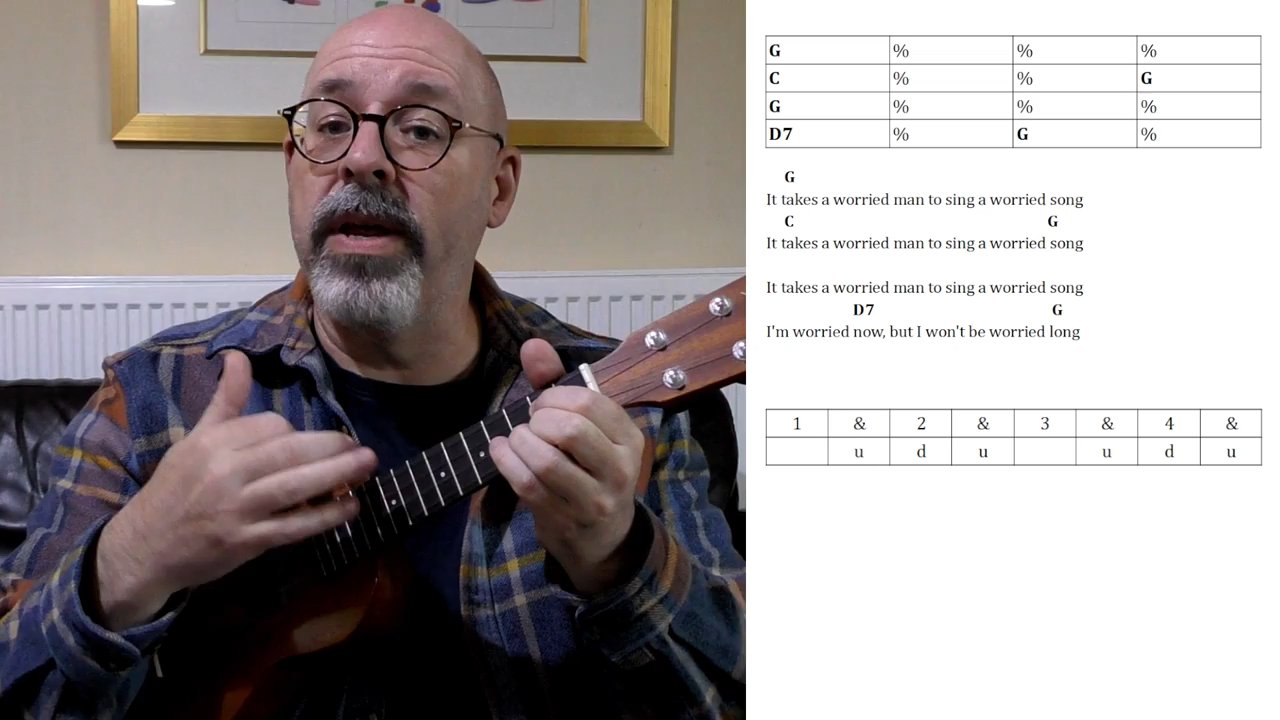 G % % %
C % % G
G % % %
D7 % G %
G
It takes a worried man to sing a worried song
C G
It takes a worried man to sing a worried song
It takes a worried man to sing a worried song
D7 G
I'm worried now, but I won't be worried long
1 & 2 & 3 & 4 &
u d u u d u